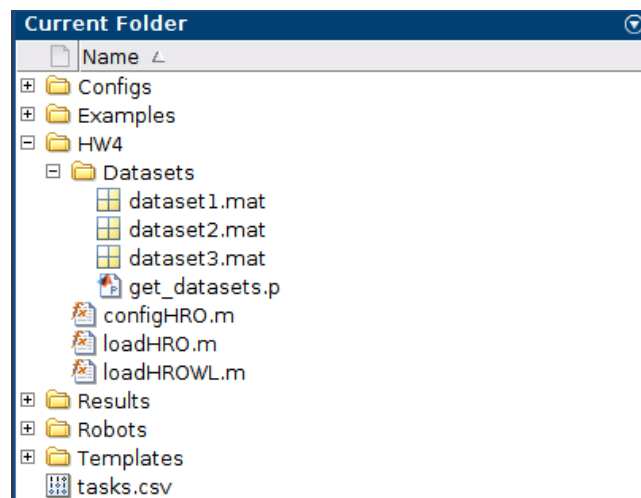 Current Folder
Name
Configs
Examples
HW4
Datasets
dataset1.mat
dataset2.mat
dataset3.mat
get_datasets.p
configHRO.m
loadHRO.m
loadHROWL.m
Results
Robots
Templates
tasks.csv